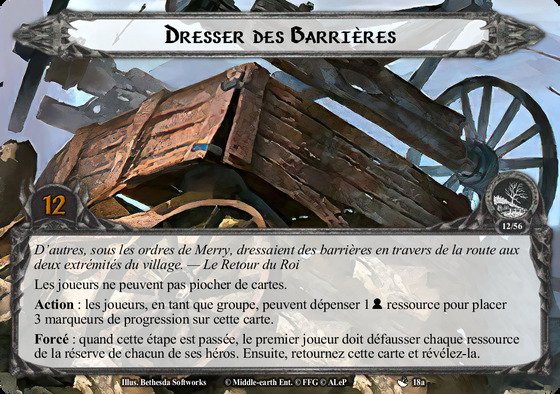 DRESSER DES BARRIÈRES
12/56
D'autres, sous les ordres de Merry, dressaient des barrières en travers de la route aux
deux extrémités du village. — Le Retour du Roi
Les joueurs ne peuvent pas piocher de cartes.
Action : les joueurs, en tant que groupe, peuvent dépenser 1 ressource pour placer
3 marqueurs de progression sur cette carte.
Forcé : quand cette étape est passée, le premier joueur doit défausser chaque ressource
de la réserve de chacun de ses héros. Ensuite, retournez cette carte et révélez-la.
12
Illus. Bethesda Softworks
© Middle-earth Ent. © FFG © ALeP
18a